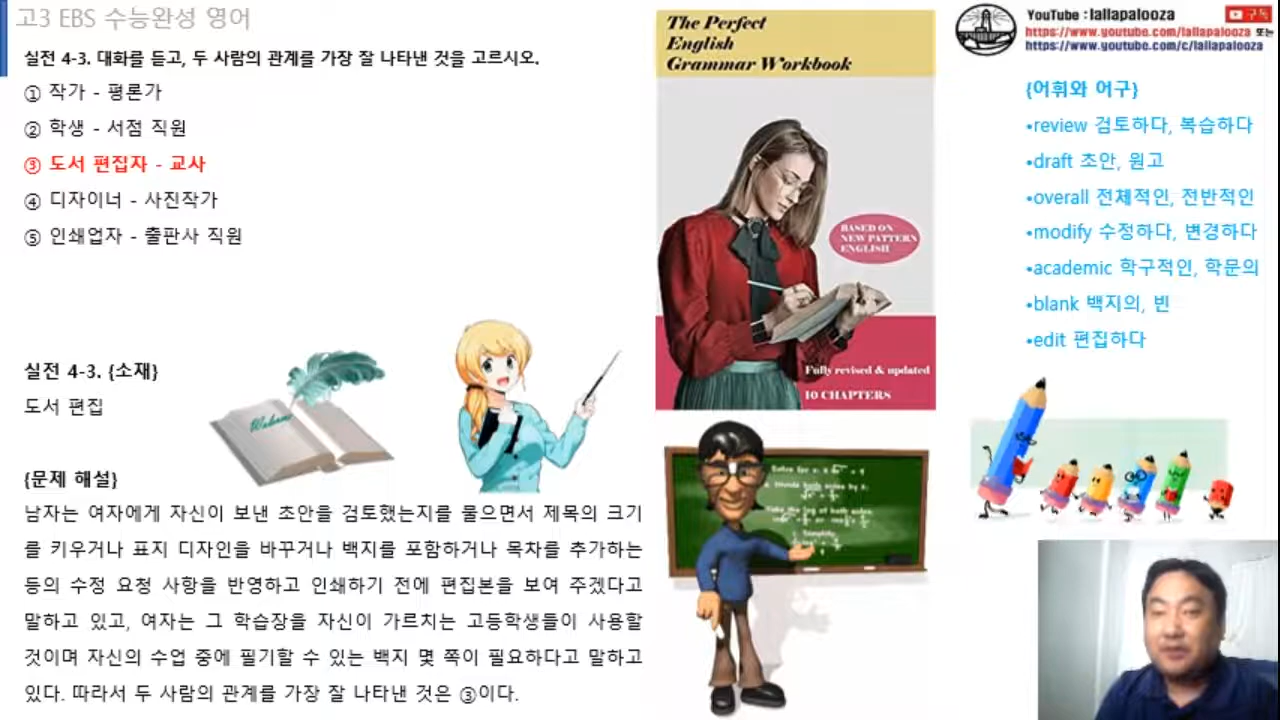 고3 EBS 수능완성 영어
실전 4-3. 대화를 듣고, 두 사람의 관계를 가장 잘 나타낸 것을 고르시오.
① 작가 - 평론가
② 학생 - 서점 직원
③ 도서 편집자 - 교사
④ 디자이너 - 사진작가
⑤ 인쇄업자 - 출판사 직원
실전 4-3. {소재}
도서 편집
{문제 해설}
남자는 여자에게 자신이 보낸 초안을 검토했는지를 물으면서 제목의 크기
를 키우거나 표지 디자인을 바꾸거나 백지를 포함하거나 목차를 추가하는
등의 수정 요청 사항을 반영하고 인쇄하기 전에 편집본을 보여 주겠다고
말하고 있고, 여자는 그 학습장을 자신이 가르치는 고등학생들이 사용할
것이며 자신의 수업 중에 필기할 수 있는 백지 몇 쪽이 필요하다고 말하고
있다. 따라서 두 사람의 관계를 가장 잘 나타낸 것은 ③이다.
The Perfect
English
Grammar Workbook
BASED ON
NEW PATTERN
ENGLISH
Fully revised & updated
10 CHAPTERS
YouTube : lallapalooza
구독
https://www.youtube.com/lallapalooza 또는
https://www.youtube.com/c/lallapalooza
{어휘와 어구}
•review 검토하다, 복습하다
•draft 초안, 원고
•overall 전체적인, 전반적인
•modify 수정하다, 변경하다
•academic 학구적인, 학문의
•blank 백지의, 빈
•edit 편집하다